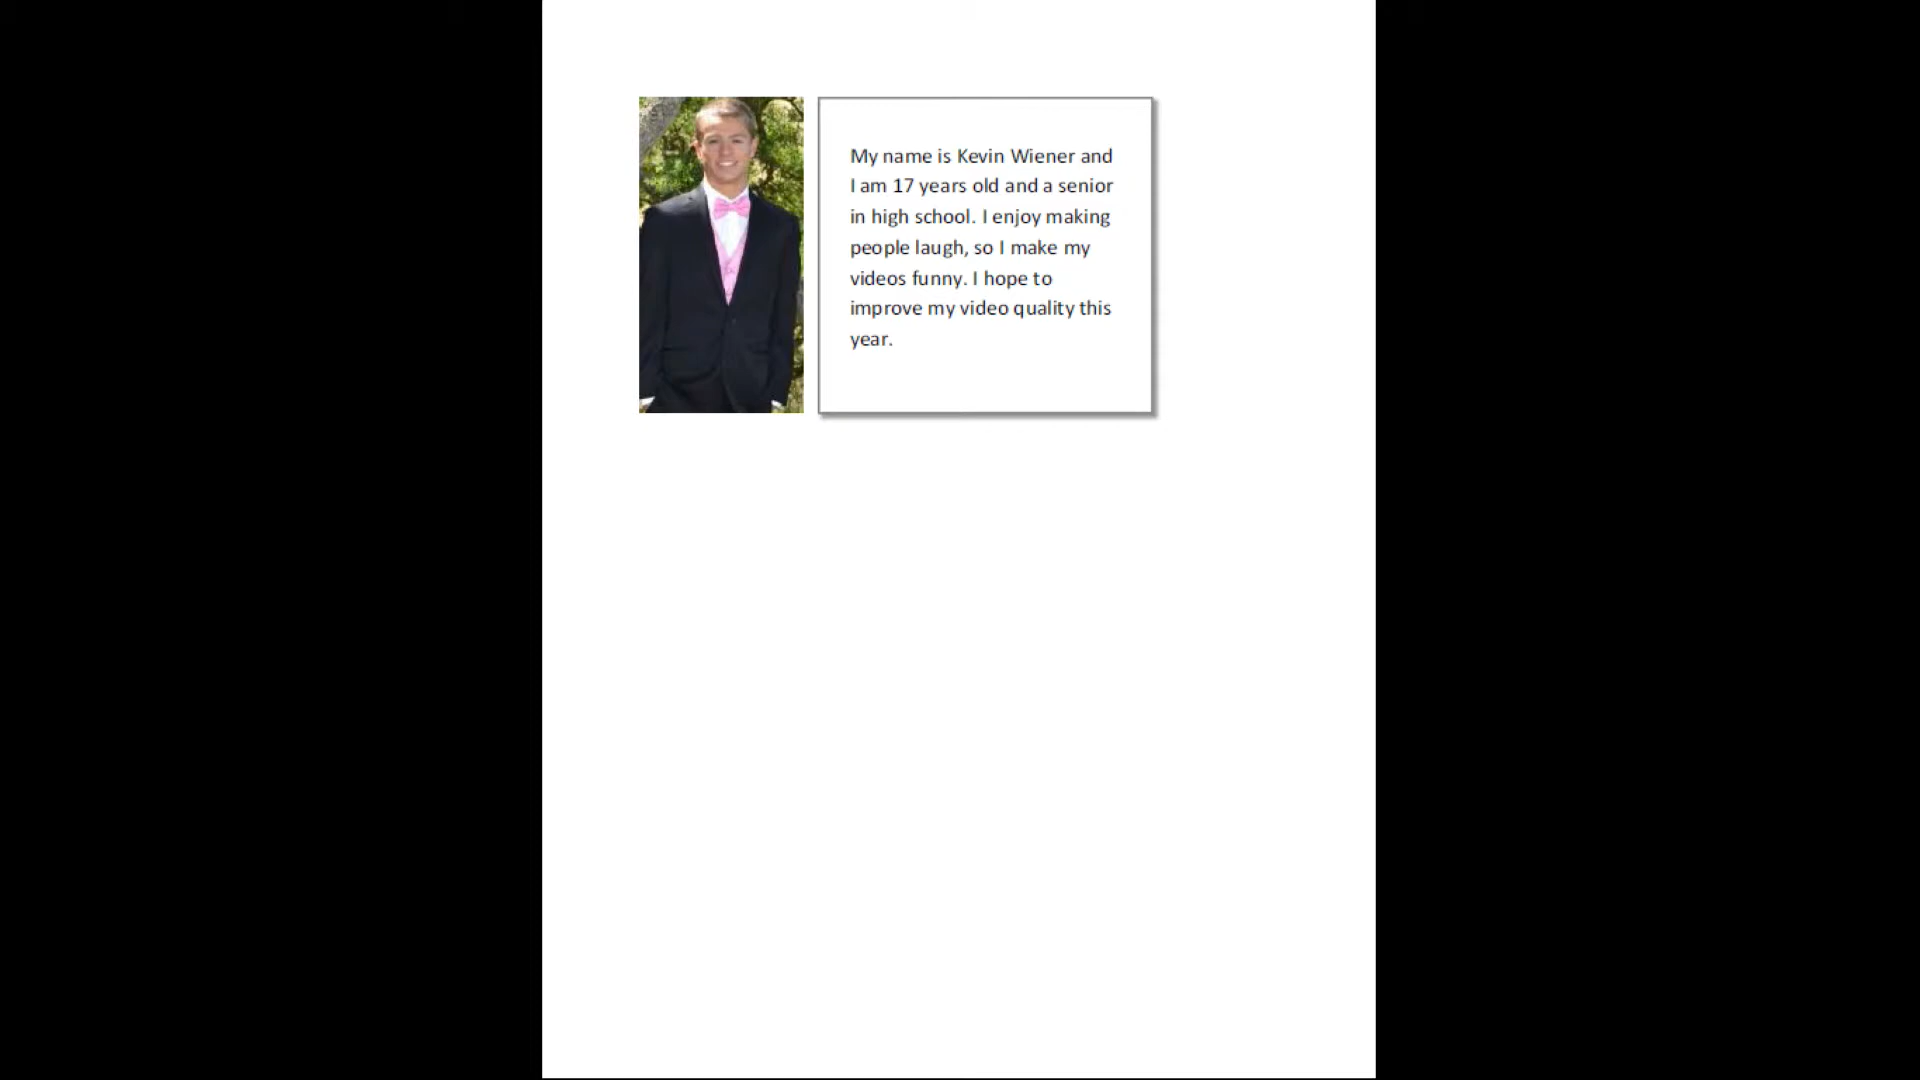 My name is Kevin Wiener and
I am 17 years old and a senior
in high school. I enjoy making
people laugh, so I make my
videos funny. I hope to
improve my video quality this
year.